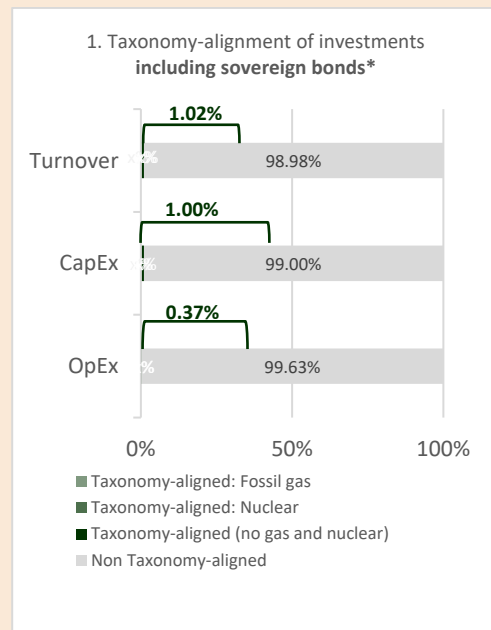 1. Taxonomy-alignment of investments
including sovereign bonds*
1.02%
Turnover
98.98%
1.00%
CapEx
99.00%
0.37%
OpEx
99.63%
0%
50%
100%
Taxonomy-aligned: Fossil gas
Taxonomy-aligned: Nuclear
Taxonomy-aligned (no gas and nuclear)
Non Taxonomy-aligned